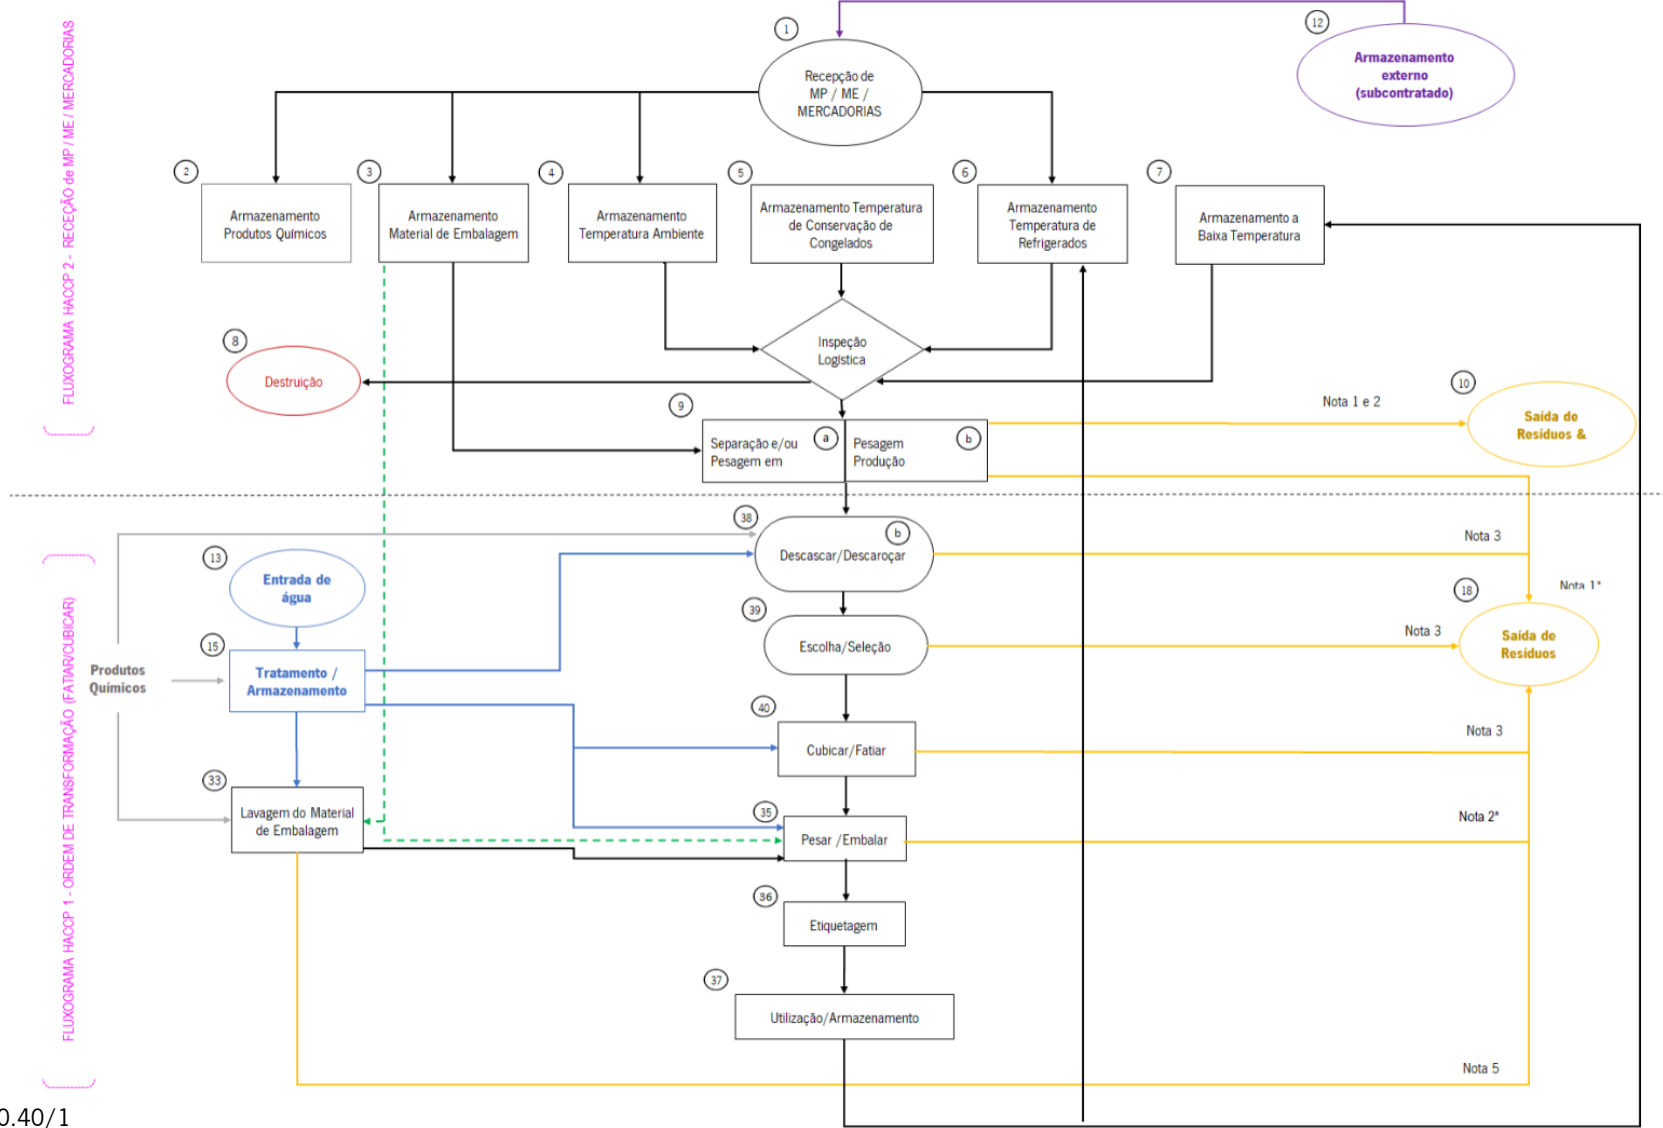 FLUXOGRAMA HACCP 2 - RECEÇÃO de MP / ME / MERCADORIAS
12
Armazenamento
externo
(subcontratado)
1
Recepção de
MP / ME /
MERCADORIAS
2
Armazenamento
Produtos Químicos
3
Armazenamento
Material de Embalagem
4
Armazenamento
Temperatura Ambiente
5
Armazenamento Temperatura
de Conservação de
Congelados
6
Armazenamento
Temperatura de
Refrigerados
7
Armazenamento a
Baixa Temperatura
Inspeção
Logística
8
Destruição
9
Separação e/ou
Pesagem em
a
Pesagem
Produção
b
Nota 1 e 2
10
Saída de
Resíduos &
FLUXOGRAMA HACCP 1 - ORDEM DE TRANSFORMAÇÃO (FATIAR/CUBICAR)
38
b
Descascar/Descaroçar
Nota 3
Nota 1*
13
Entrada de
água
39
Escolha/Seleção
Nota 3
18
Saída de
Resíduos
15
Tratamento /
Armazenamento
Produtos
Químicos
40
Cubicar/Fatiar
Nota 3
33
Lavagem do Material
de Embalagem
35
Pesar /Embalar
Nota 2*
36
Etiquetagem
37
Utilização/Armazenamento
Nota 5
0.40/1